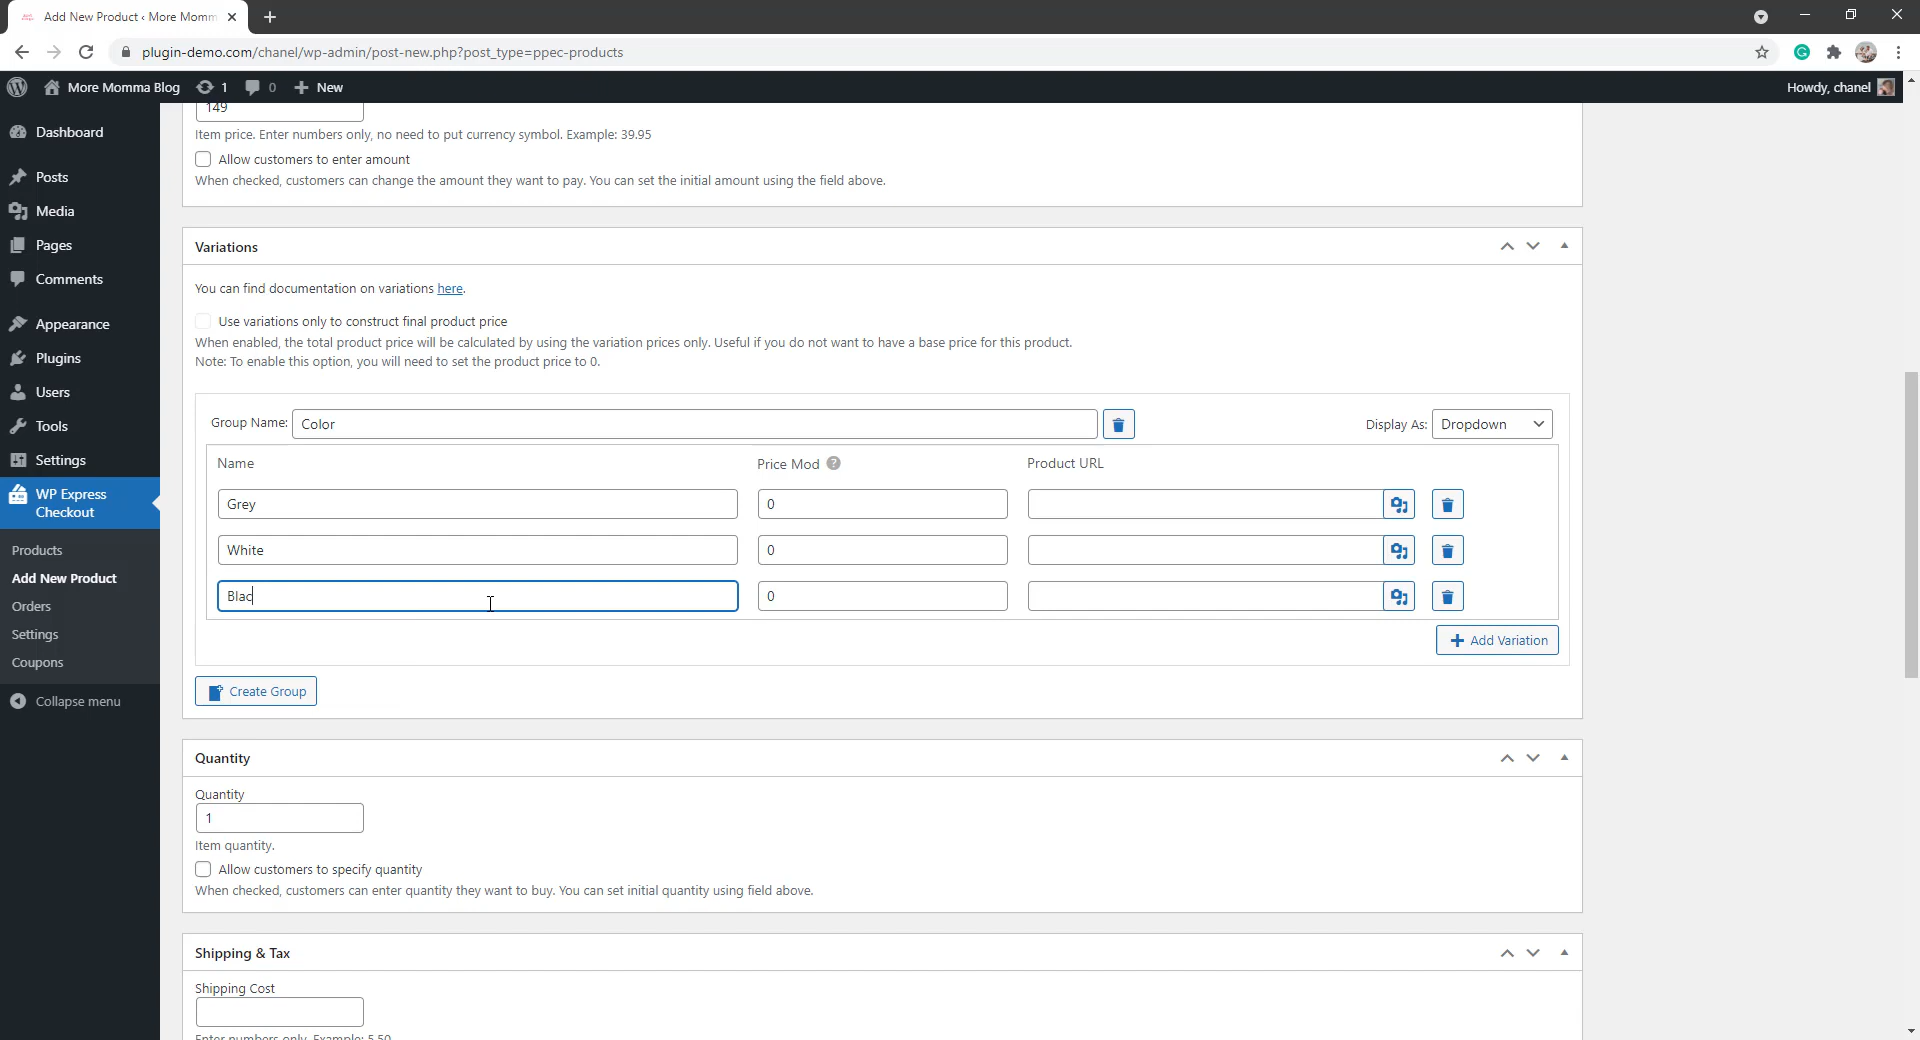 Add New Product ‹ More Momm
plugin-demo.com/chanel/wp-admin/post-new.php?post_type=ppec-products
More Momma Blog 1 0 New Howdy, chanel
Dashboard
Posts
Media
Pages
Comments
Appearance
Plugins
Users
Tools
Settings
WP Express
Checkout
Products
Add New Product
Orders
Settings
Coupons
Collapse menu
149
Item price. Enter numbers only, no need to put currency symbol. Example: 39.95
Allow customers to enter amount
When checked, customers can change the amount they want to pay. You can set the initial amount using the field above.
Variations
You can find documentation on variations here.
Use variations only to construct final product price
When enabled, the total product price will be calculated by using the variation prices only. Useful if you do not want to have a base price for this product.
Note: To enable this option, you will need to set the product price to 0.
Group Name: Color Display As: Dropdown
Name Price Mod ? Product URL
Grey 0
White 0
Blac 0
Add Variation
Create Group
Quantity
Quantity
1
Item quantity.
Allow customers to specify quantity
When checked, customers can enter quantity they want to buy. You can set initial quantity using field above.
Shipping & Tax
Shipping Cost
Enter numbers only. Example: 5.50